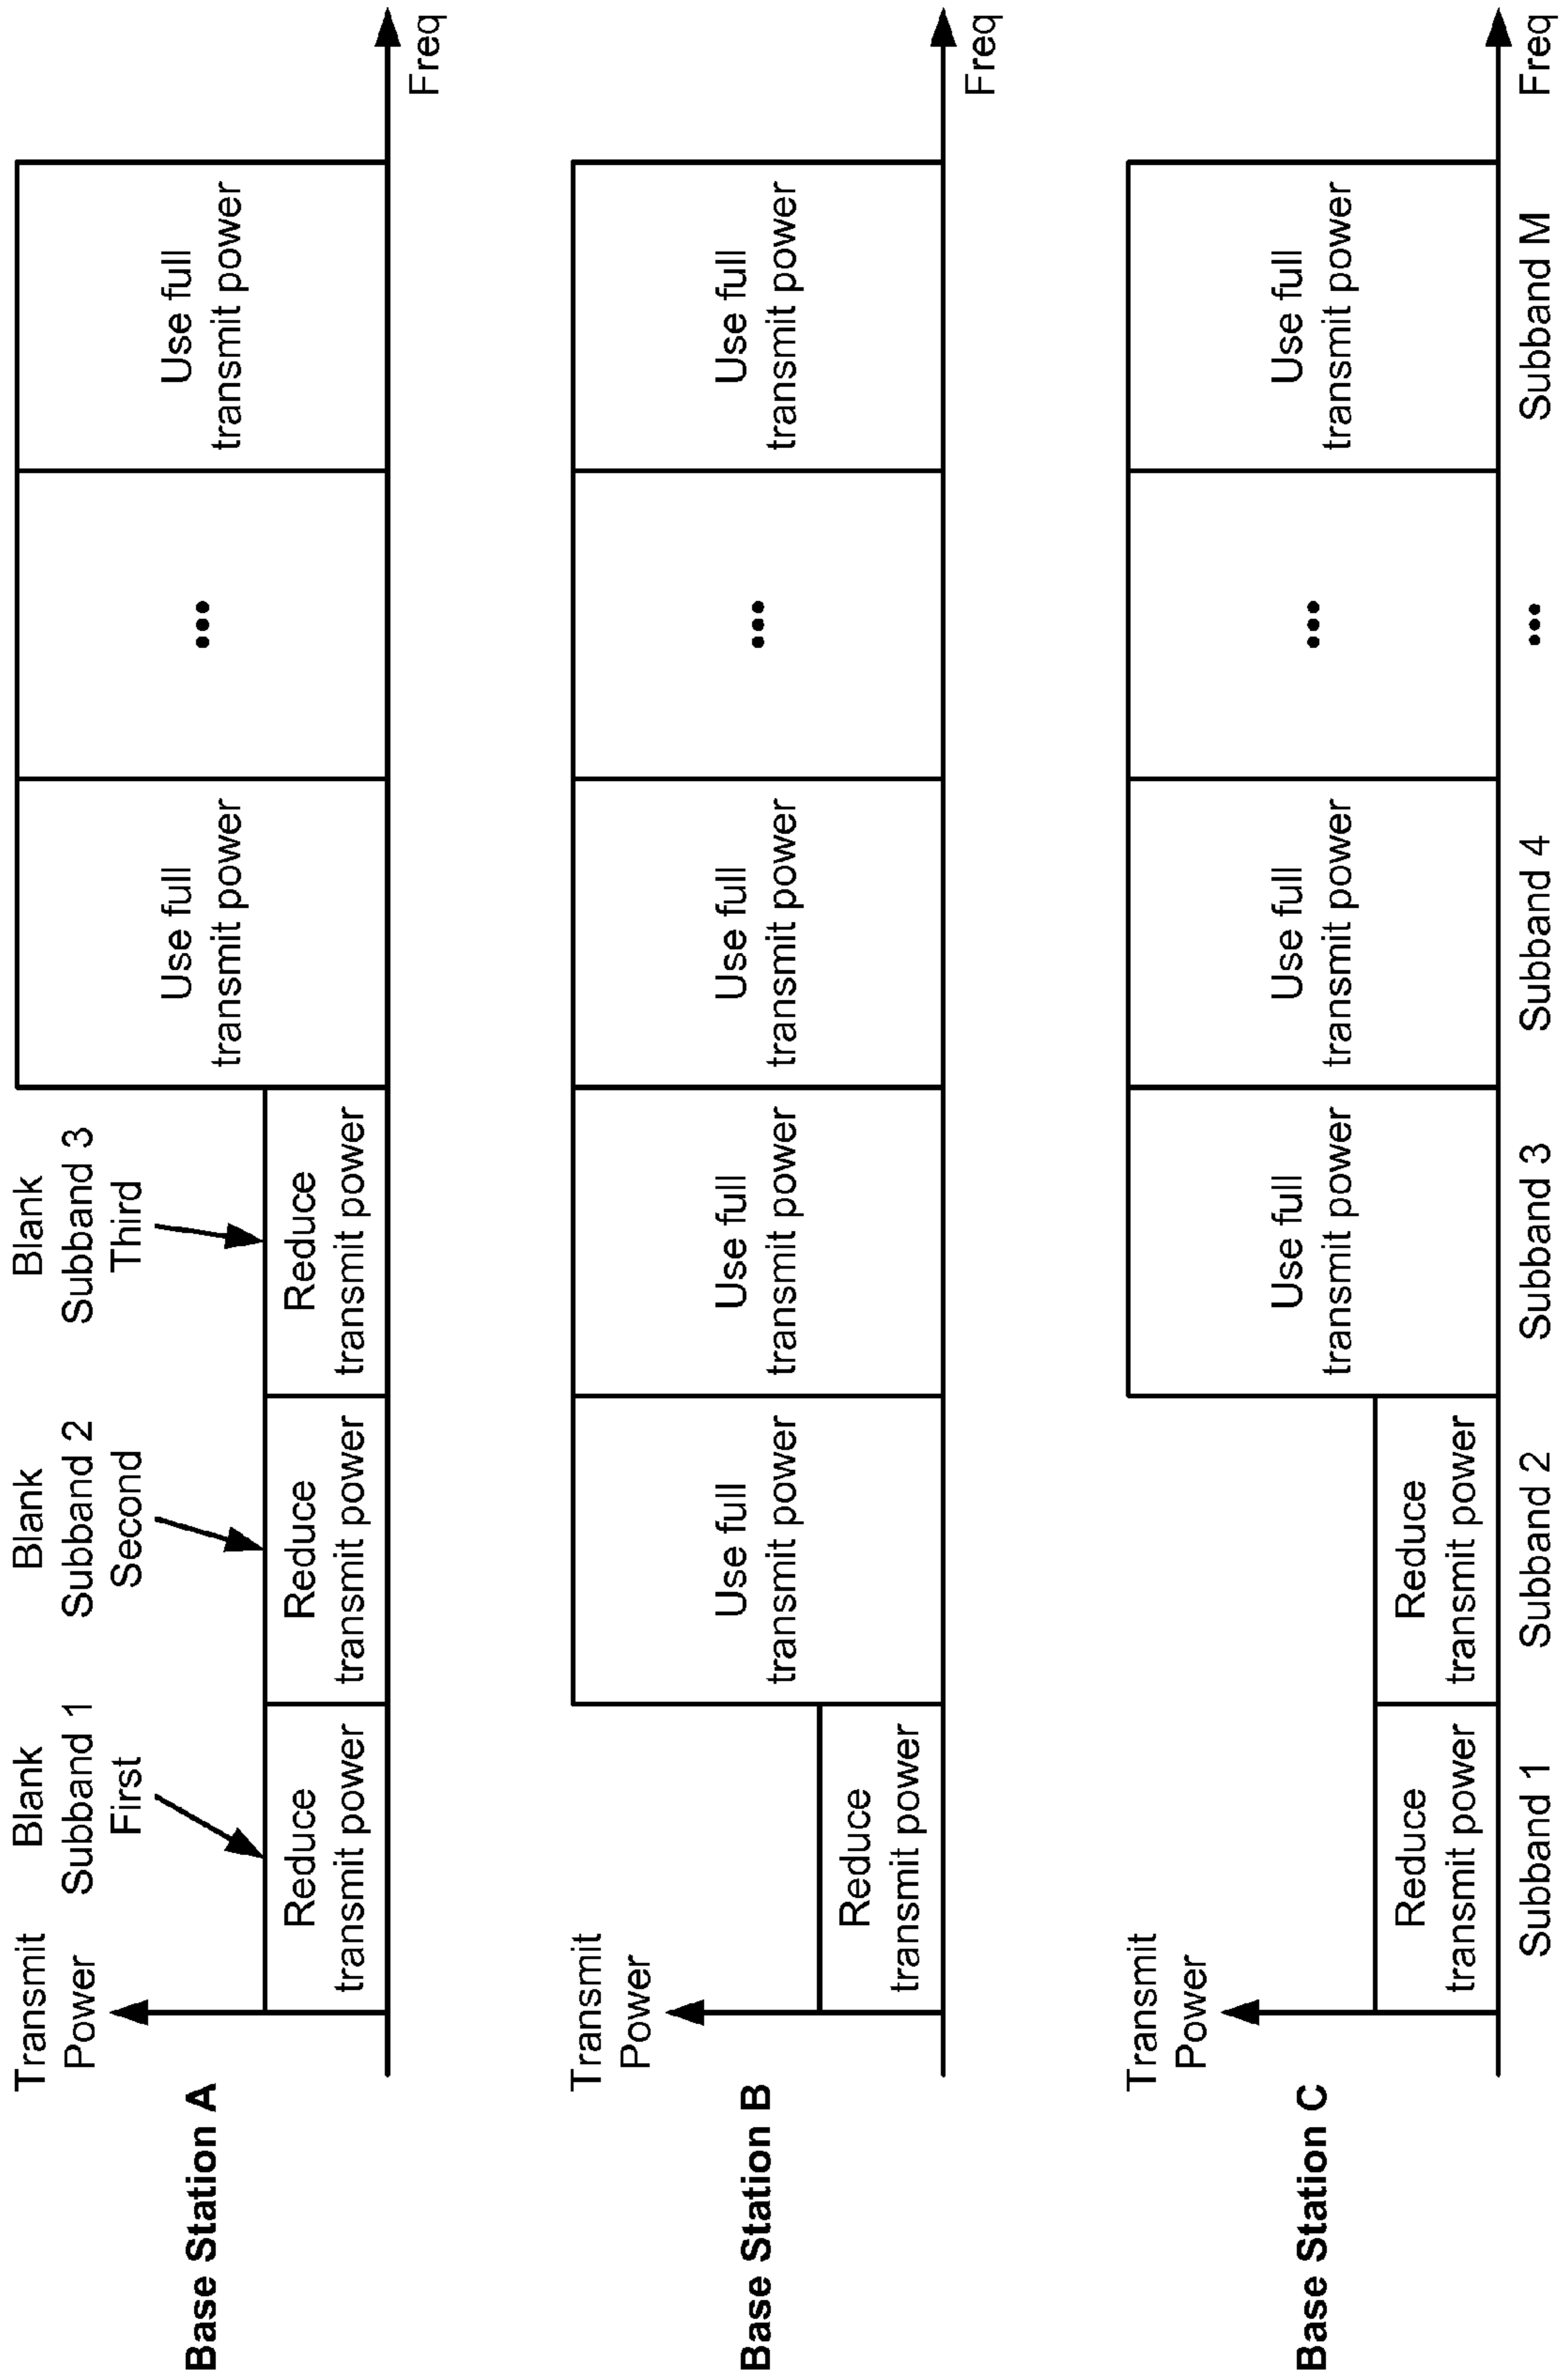 Base Station A
Transmit
Power
Blank
Subband 1
First
Blank
Subband 2
Second
Blank
Subband 3
Third
Reduce
transmit power
Reduce
transmit power
Reduce
transmit power
Use full
transmit power
...
Use full
transmit power
Freq
Base Station B
Transmit
Power
Reduce
transmit power
Use full
transmit power
Use full
transmit power
Use full
transmit power
...
Use full
transmit power
Freq
Base Station C
Transmit
Power
Reduce
transmit power
Reduce
transmit power
Use full
transmit power
Use full
transmit power
...
Use full
transmit power
Subband 1
Subband 2
Subband 3
Subband 4
...
Subband M
Freq